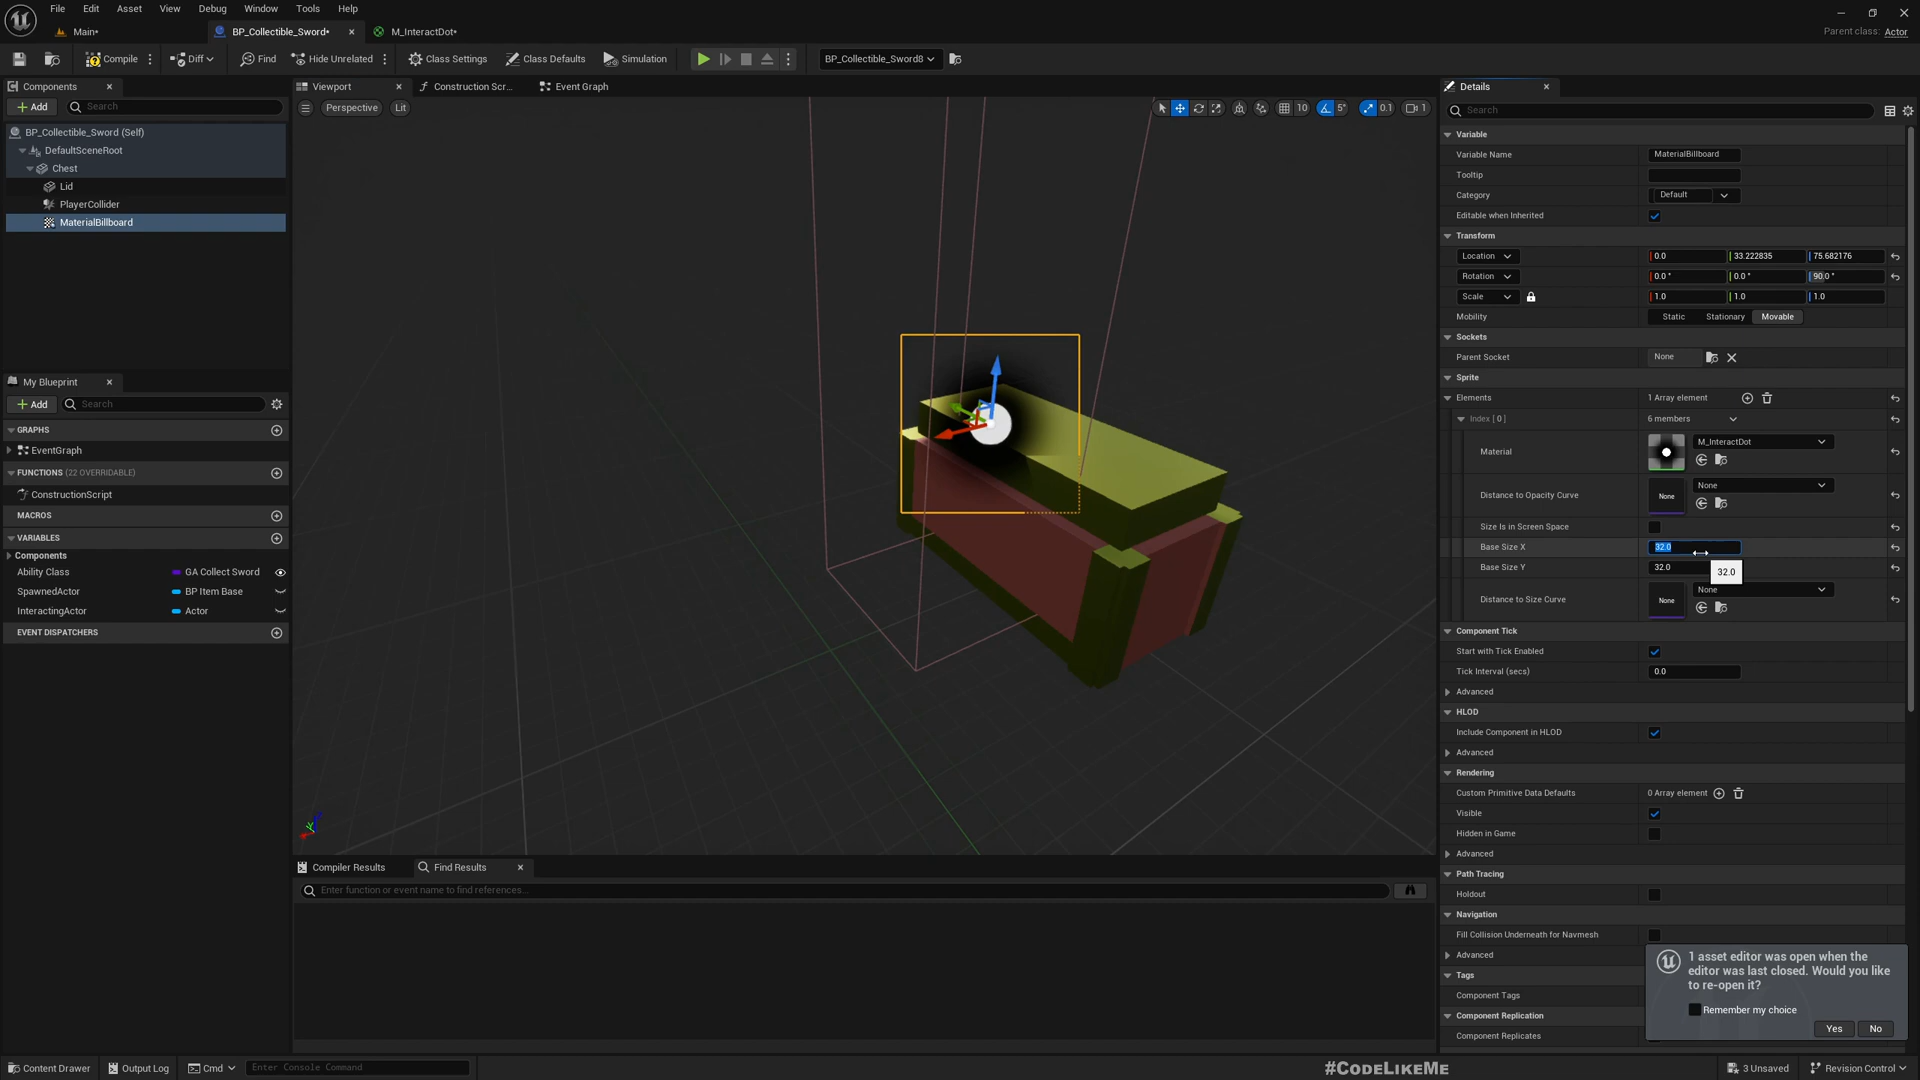 File Edit Asset View Debug Window Tools Help
Main* BP_Collectible_Sword* M_InteractDot*
Parent class: Actor
Compile Diff Find Hide Unrelated Class Settings Class Defaults Simulation BP_Collectible_Sword8
Components
Add Search
BP_Collectible_Sword (Self)
DefaultSceneRoot
Chest
Lid
PlayerCollider
MaterialBillboard
My Blueprint
Add Search
GRAPHS
EventGraph
FUNCTIONS (22 OVERRIDABLE)
ConstructionScript
MACROS
VARIABLES
Components
Ability Class GA Collect Sword
SpawnedActor BP Item Base
InteractingActor Actor
EVENT DISPATCHERS
Viewport Construction Scr... Event Graph
Perspective Lit
10 5° 0.1 1
Compiler Results Find Results
Enter function or event name to find references...
Details
Search
Variable
Variable Name MaterialBillboard
Tooltip
Category Default
Editable when Inherited
Transform
Location 0.0 33.222835 75.682176
Rotation 0.0 ° 0.0 ° 90.0 °
Scale 1.0 1.0 1.0
Mobility Static Stationary Movable
Sockets
Parent Socket None
Sprite
Elements 1 Array element
Index [ 0 ] 6 members
Material M_InteractDot
Distance to Opacity Curve None None
Size Is in Screen Space
Base Size X 32.0
Base Size Y 32.0
32.0
Distance to Size Curve None None
Component Tick
Start with Tick Enabled
Tick Interval (secs) 0.0
Advanced
HLOD
Include Component in HLOD
Advanced
Rendering
Custom Primitive Data Defaults 0 Array element
Visible
Hidden in Game
Advanced
Path Tracing
Holdout
Navigation
Fill Collision Underneath for Navmesh
Advanced
Tags
Component Tags
Component Replication
Component Replicates
1 asset editor was open when the
editor was last closed. Would you like
to re-open it?
Remember my choice
Yes No
Content Drawer Output Log Cmd Enter Console Command
#CODELIKEME
3 Unsaved Revision Control